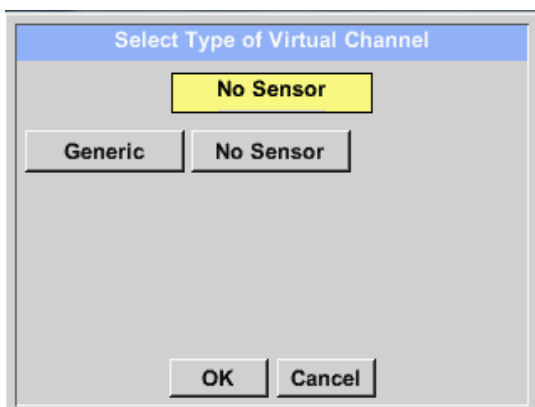 Select Type of Virtual Channel
No Sensor
Generic No Sensor
OK Cancel